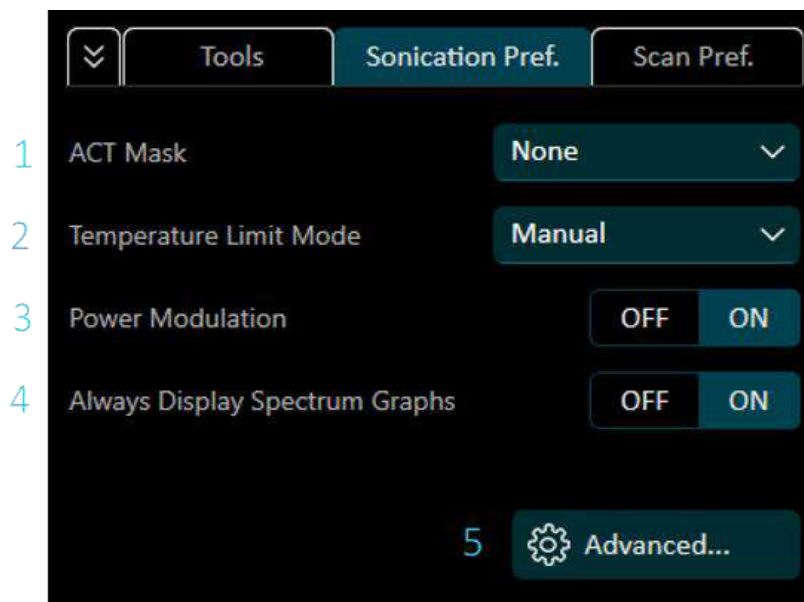 Tools Sonication Pref. Scan Pref.
1 ACT Mask None
2 Temperature Limit Mode Manual
3 Power Modulation OFF ON
4 Always Display Spectrum Graphs OFF ON
5 Advanced...